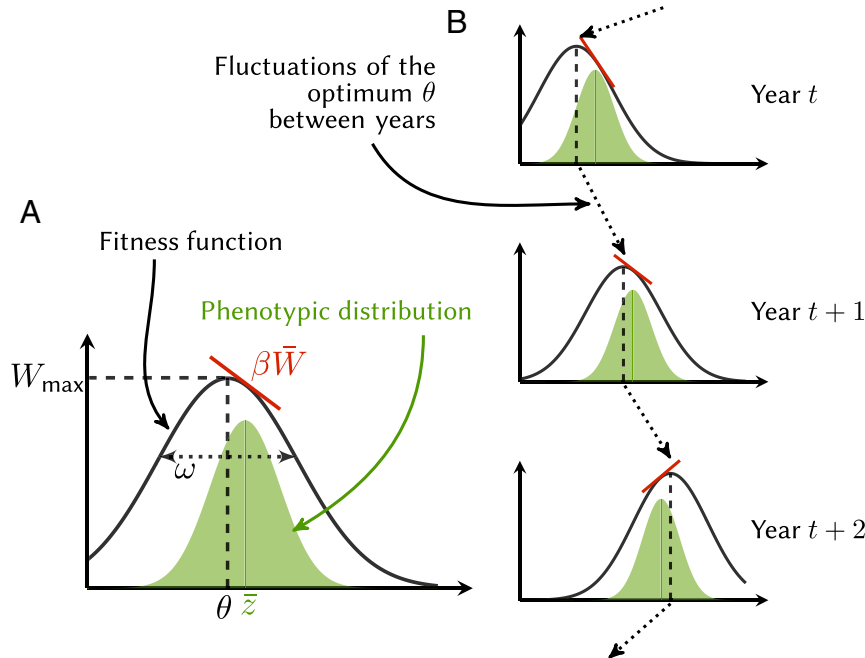 A
Fitness function
Phenotypic distribution
βW̄
W_max
ω
θ z̄
B
Fluctuations of the
optimum θ
between years
Year t
Year t + 1
Year t + 2